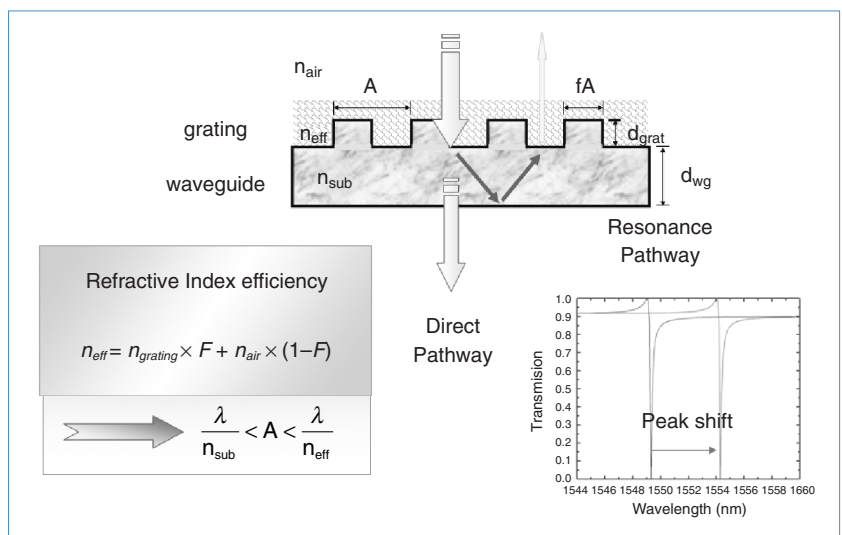 n_air
A
fA
grating
n_eff
d_grat
waveguide
n_sub
d_wg
Resonance
Pathway
Direct
Pathway
Refractive Index efficiency
n_eff = n_grating × F + n_air × (1–F)
λ/n_sub < A < λ/n_eff
Transmision
1.0
0.9
0.8
0.7
0.6
0.5
0.4
0.3
0.2
0.1
0.0
Peak shift
1544 1546 1548 1549 1550 1552 1554 1556 1558 1660
Wavelength (nm)